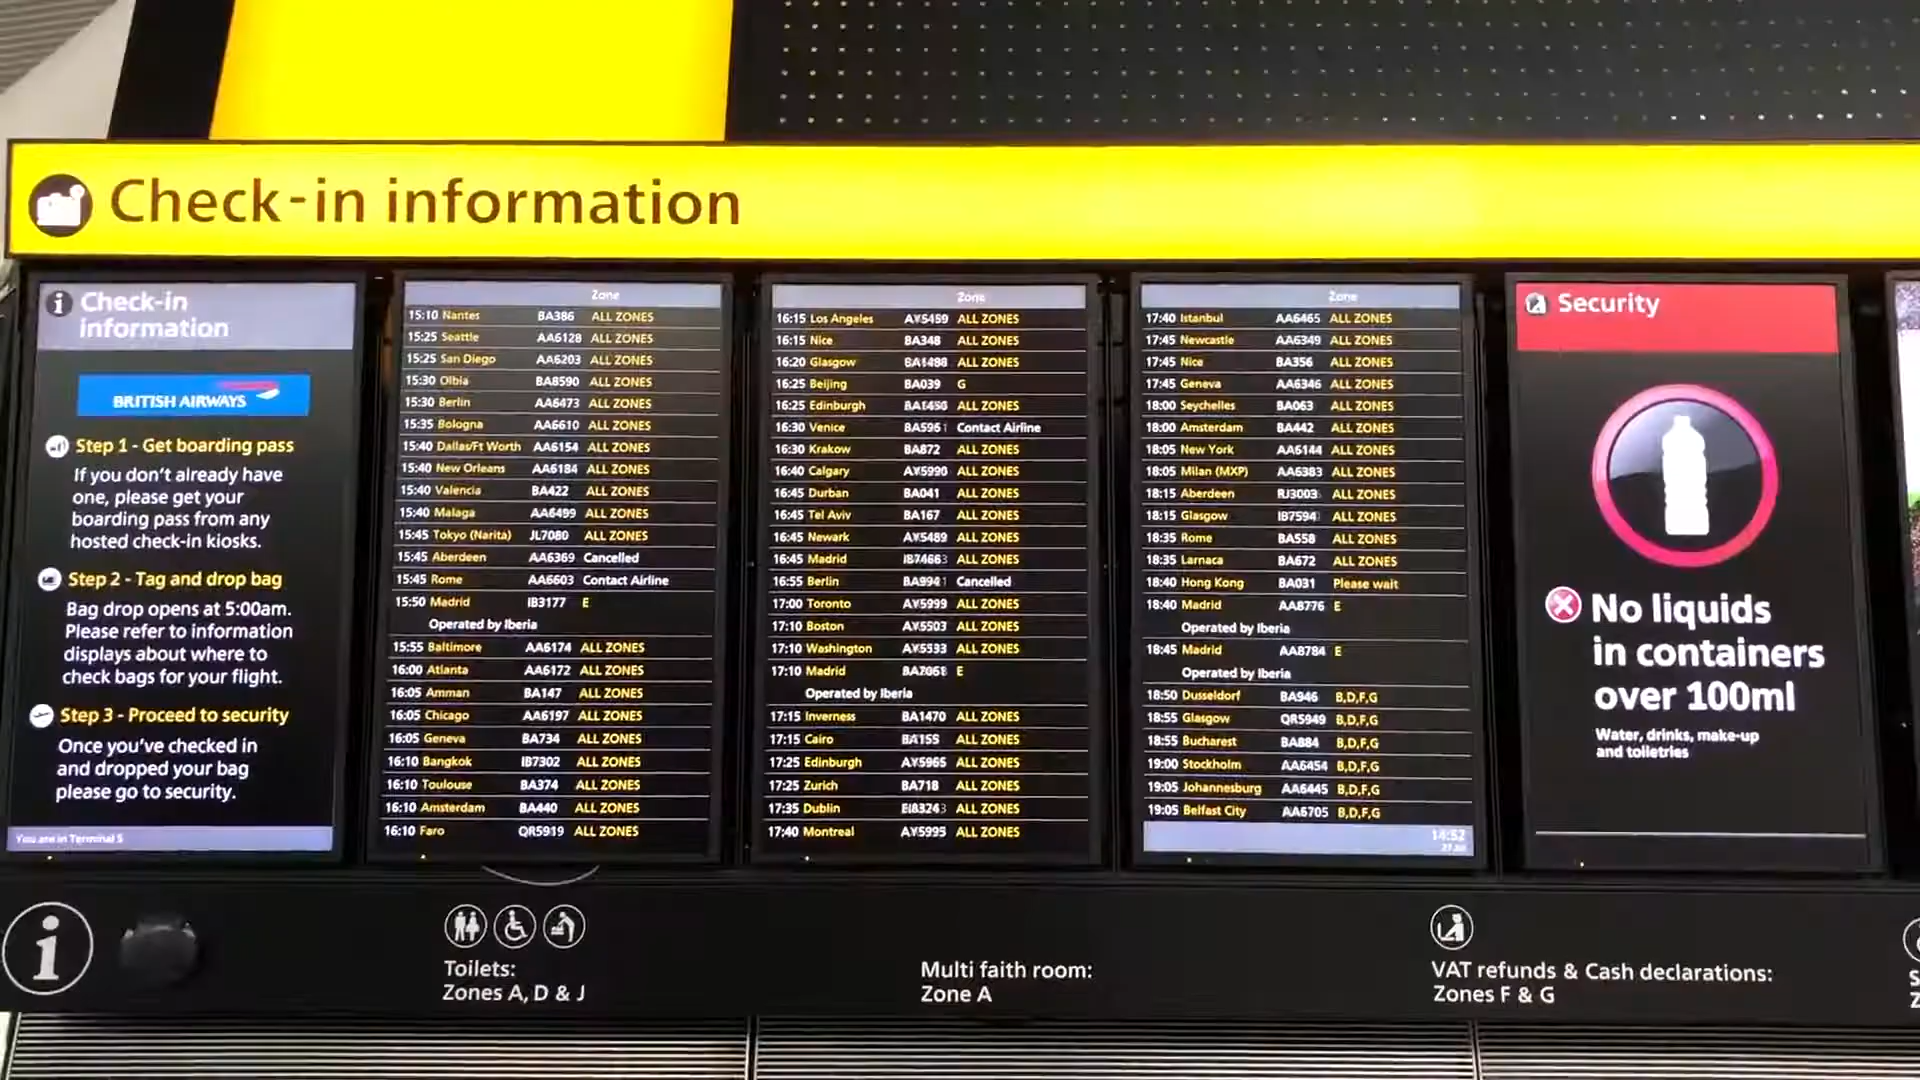 Check-in information
Check-in
information
BRITISH AIRWAYS
Step 1 - Get boarding pass
If you don't already have
one, please get your
boarding pass from any
hosted check-in kiosks.
Step 2 - Tag and drop bag
Bag drop opens at 5:00am.
Please refer to information
displays about where to
check bags for your flight.
Step 3 - Proceed to security
Once you've checked in
and dropped your bag
please go to security.
You are in Terminal 5
Zone
15:10 Nantes BA386 ALL ZONES
15:25 Seattle AA6128 ALL ZONES
15:25 San Diego AA6203 ALL ZONES
15:30 Olbia BA8590 ALL ZONES
15:30 Berlin AA6473 ALL ZONES
15:35 Bologna AA6610 ALL ZONES
15:40 Dallas/Ft Worth AA6154 ALL ZONES
15:40 New Orleans AA6184 ALL ZONES
15:40 Valencia BA422 ALL ZONES
15:40 Malaga AA6499 ALL ZONES
15:45 Tokyo (Narita) JL7080 ALL ZONES
15:45 Aberdeen AA6369 Cancelled
15:45 Rome AA6603 Contact Airline
15:50 Madrid IB3177 E
Operated by Iberia
15:55 Baltimore AA6174 ALL ZONES
16:00 Atlanta AA6172 ALL ZONES
16:05 Amman BA147 ALL ZONES
16:05 Chicago AA6197 ALL ZONES
16:05 Geneva BA734 ALL ZONES
16:10 Bangkok IB7302 ALL ZONES
16:10 Toulouse BA374 ALL ZONES
16:10 Amsterdam BA440 ALL ZONES
16:10 Faro QR5919 ALL ZONES
Zone
16:15 Los Angeles ALL ZONES
16:15 Nice BA348 ALL ZONES
16:20 Glasgow BA1488 ALL ZONES
16:25 Beijing BA039 G
16:25 Edinburgh ALL ZONES
16:30 Venice Contact Airline
16:30 Krakow BA872 ALL ZONES
16:40 Calgary ALL ZONES
16:45 Durban BA041 ALL ZONES
16:45 Tel Aviv BA167 ALL ZONES
16:45 Newark ALL ZONES
16:45 Madrid ALL ZONES
16:55 Berlin Cancelled
17:00 Toronto ALL ZONES
17:10 Boston ALL ZONES
17:10 Washington ALL ZONES
17:10 Madrid E
Operated by Iberia
17:15 Inverness BA1470 ALL ZONES
17:15 Cairo BA155 ALL ZONES
17:25 Edinburgh ALL ZONES
17:25 Zurich BA718 ALL ZONES
17:35 Dublin ALL ZONES
17:40 Montreal ALL ZONES
Zone
17:40 Istanbul AA6465 ALL ZONES
17:45 Newcastle AA6349 ALL ZONES
17:45 Nice BA356 ALL ZONES
17:45 Geneva AA6346 ALL ZONES
18:00 Seychelles BA063 ALL ZONES
18:00 Amsterdam BA442 ALL ZONES
18:05 New York AA6144 ALL ZONES
18:05 Milan (MXP) AA6383 ALL ZONES
18:15 Aberdeen RJ3003 ALL ZONES
18:15 Glasgow IB7594 ALL ZONES
18:35 Rome BA558 ALL ZONES
18:35 Larnaca BA672 ALL ZONES
18:40 Hong Kong BA031 Please wait
18:40 Madrid AA8776 E
Operated by Iberia
18:45 Madrid AA8784 E
Operated by Iberia
18:50 Dusseldorf BA946 B,D,F,G
18:55 Glasgow QR5949 B,D,F,G
18:55 Bucharest BA884 B,D,F,G
19:00 Stockholm AA6454 B,D,F,G
19:05 Johannesburg AA6445 B,D,F,G
19:05 Belfast City AA6705 B,D,F,G
14:52
Security
No liquids
in containers
over 100ml
Water, drinks, make-up
and toiletries
Toilets:
Zones A, D & J
Multi faith room:
Zone A
VAT refunds & Cash declarations:
Zones F & G